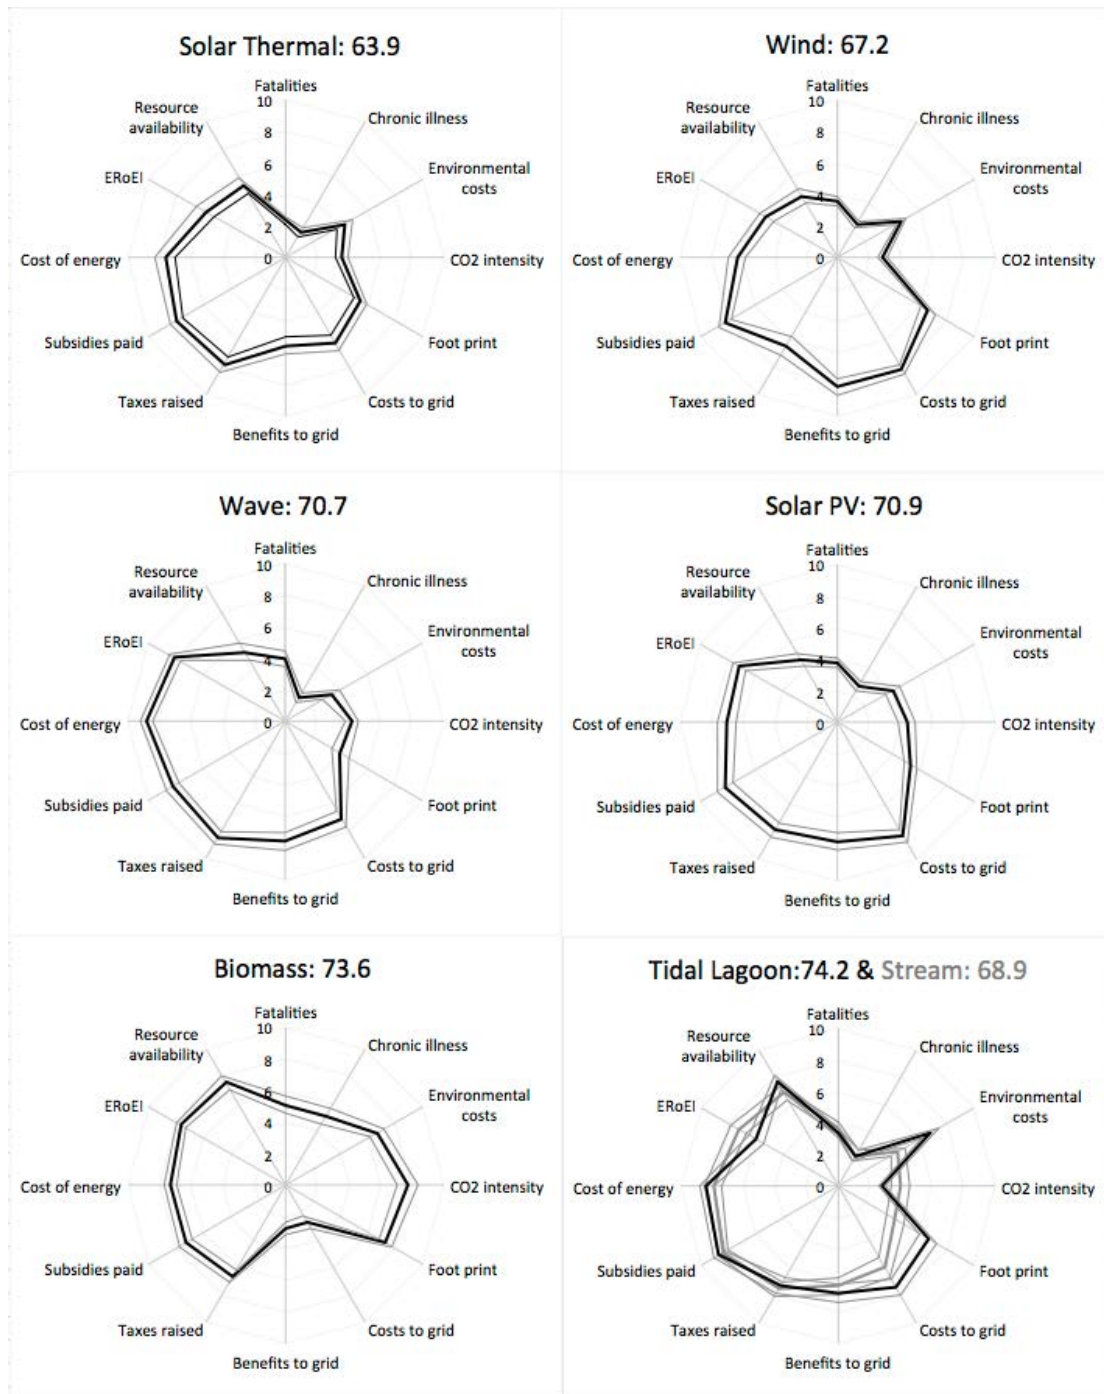 Solar Thermal: 63.9
Fatalities
10
8
6
4
2
0
Chronic illness
Environmental
costs
CO2 intensity
Foot print
Costs to grid
Benefits to grid
Taxes raised
Subsidies paid
Cost of energy
ERoEI
Resource
availability
Wind: 67.2
Fatalities
10
8
6
4
2
0
Chronic illness
Environmental
costs
CO2 intensity
Foot print
Costs to grid
Benefits to grid
Taxes raised
Subsidies paid
Cost of energy
ERoEI
Resource
availability
Wave: 70.7
Fatalities
10
8
6
4
2
0
Chronic illness
Environmental
costs
CO2 intensity
Foot print
Costs to grid
Benefits to grid
Taxes raised
Subsidies paid
Cost of energy
ERoEI
Resource
availability
Solar PV: 70.9
Fatalities
10
8
6
4
2
0
Chronic illness
Environmental
costs
CO2 intensity
Foot print
Costs to grid
Benefits to grid
Taxes raised
Subsidies paid
Cost of energy
ERoEI
Resource
availability
Biomass: 73.6
Fatalities
10
8
6
4
2
0
Chronic illness
Environmental
costs
CO2 intensity
Foot print
Costs to grid
Benefits to grid
Taxes raised
Subsidies paid
Cost of energy
ERoEI
Resource
availability
Tidal Lagoon:74.2 & Stream: 68.9
Fatalities
10
8
6
4
2
0
Chronic illness
Environmental
costs
CO2 intensity
Foot print
Costs to grid
Benefits to grid
Taxes raised
Subsidies paid
Cost of energy
ERoEI
Resource
availability